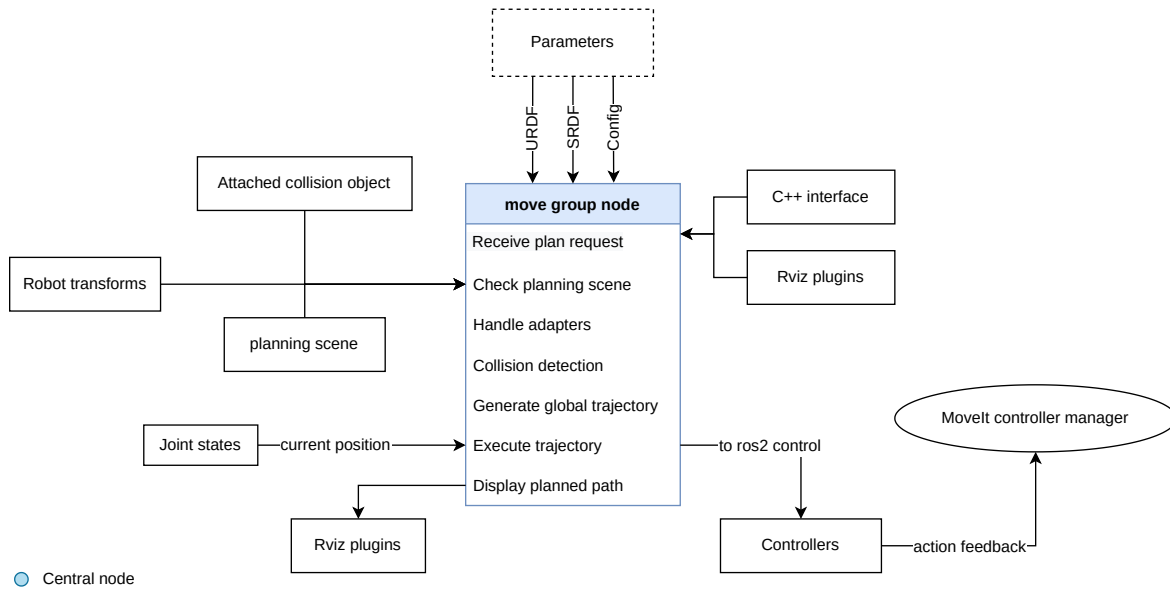 Parameters
URDF
SRDF
Config
Attached collision object
move group node
C++ interface
Receive plan request
Robot transforms
Check planning scene
Rviz plugins
Handle adapters
planning scene
Collision detection
Generate global trajectory
MoveIt controller manager
Joint states
current position
Execute trajectory
to ros2 control
Display planned path
Rviz plugins
Controllers
action feedback
Central node